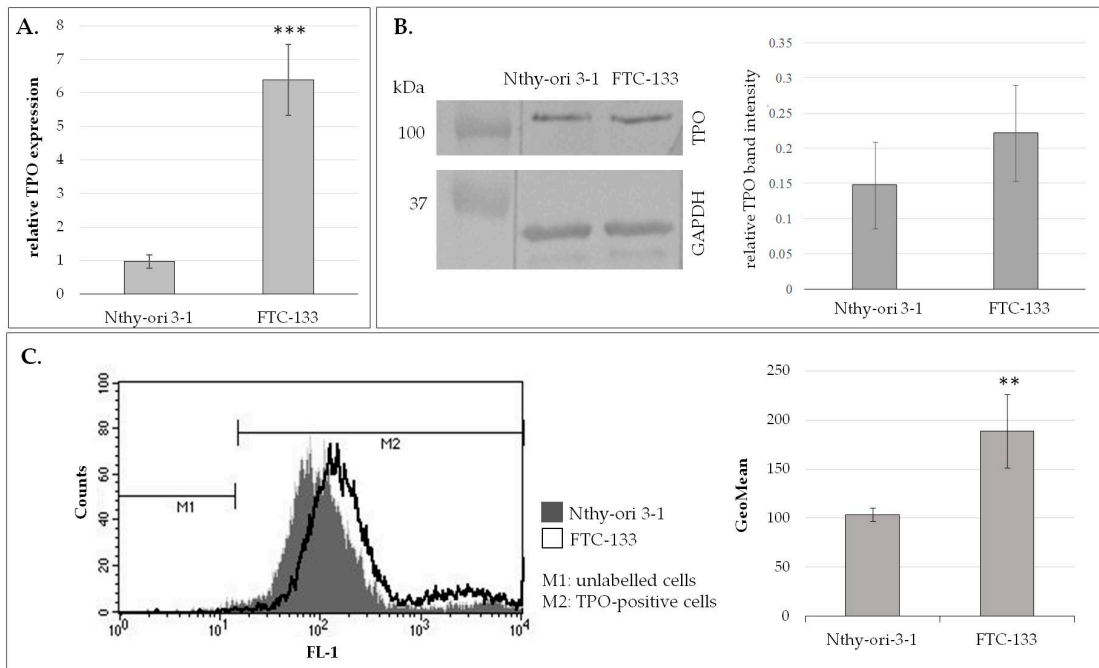 A.
relative TPO expression
8
7
6
5
4
3
2
1
0
***
Nthy-ori 3-1
FTC-133
B.
kDa
Nthy-ori 3-1 FTC-133
100
TPO
37
GAPDH
relative TPO band intensity
0.35
0.3
0.25
0.2
0.15
0.1
0.05
0
Nthy-ori 3-1
FTC-133
C.
Counts
100
80
60
40
20
0
M1
M2
10^0 10^1 10^2 10^3 10^4
FL-1
Nthy-ori 3-1
FTC-133
M1: unlabelled cells
M2: TPO-positive cells
GeoMean
250
200
150
100
50
0
**
Nthy-ori-3-1
FTC-133